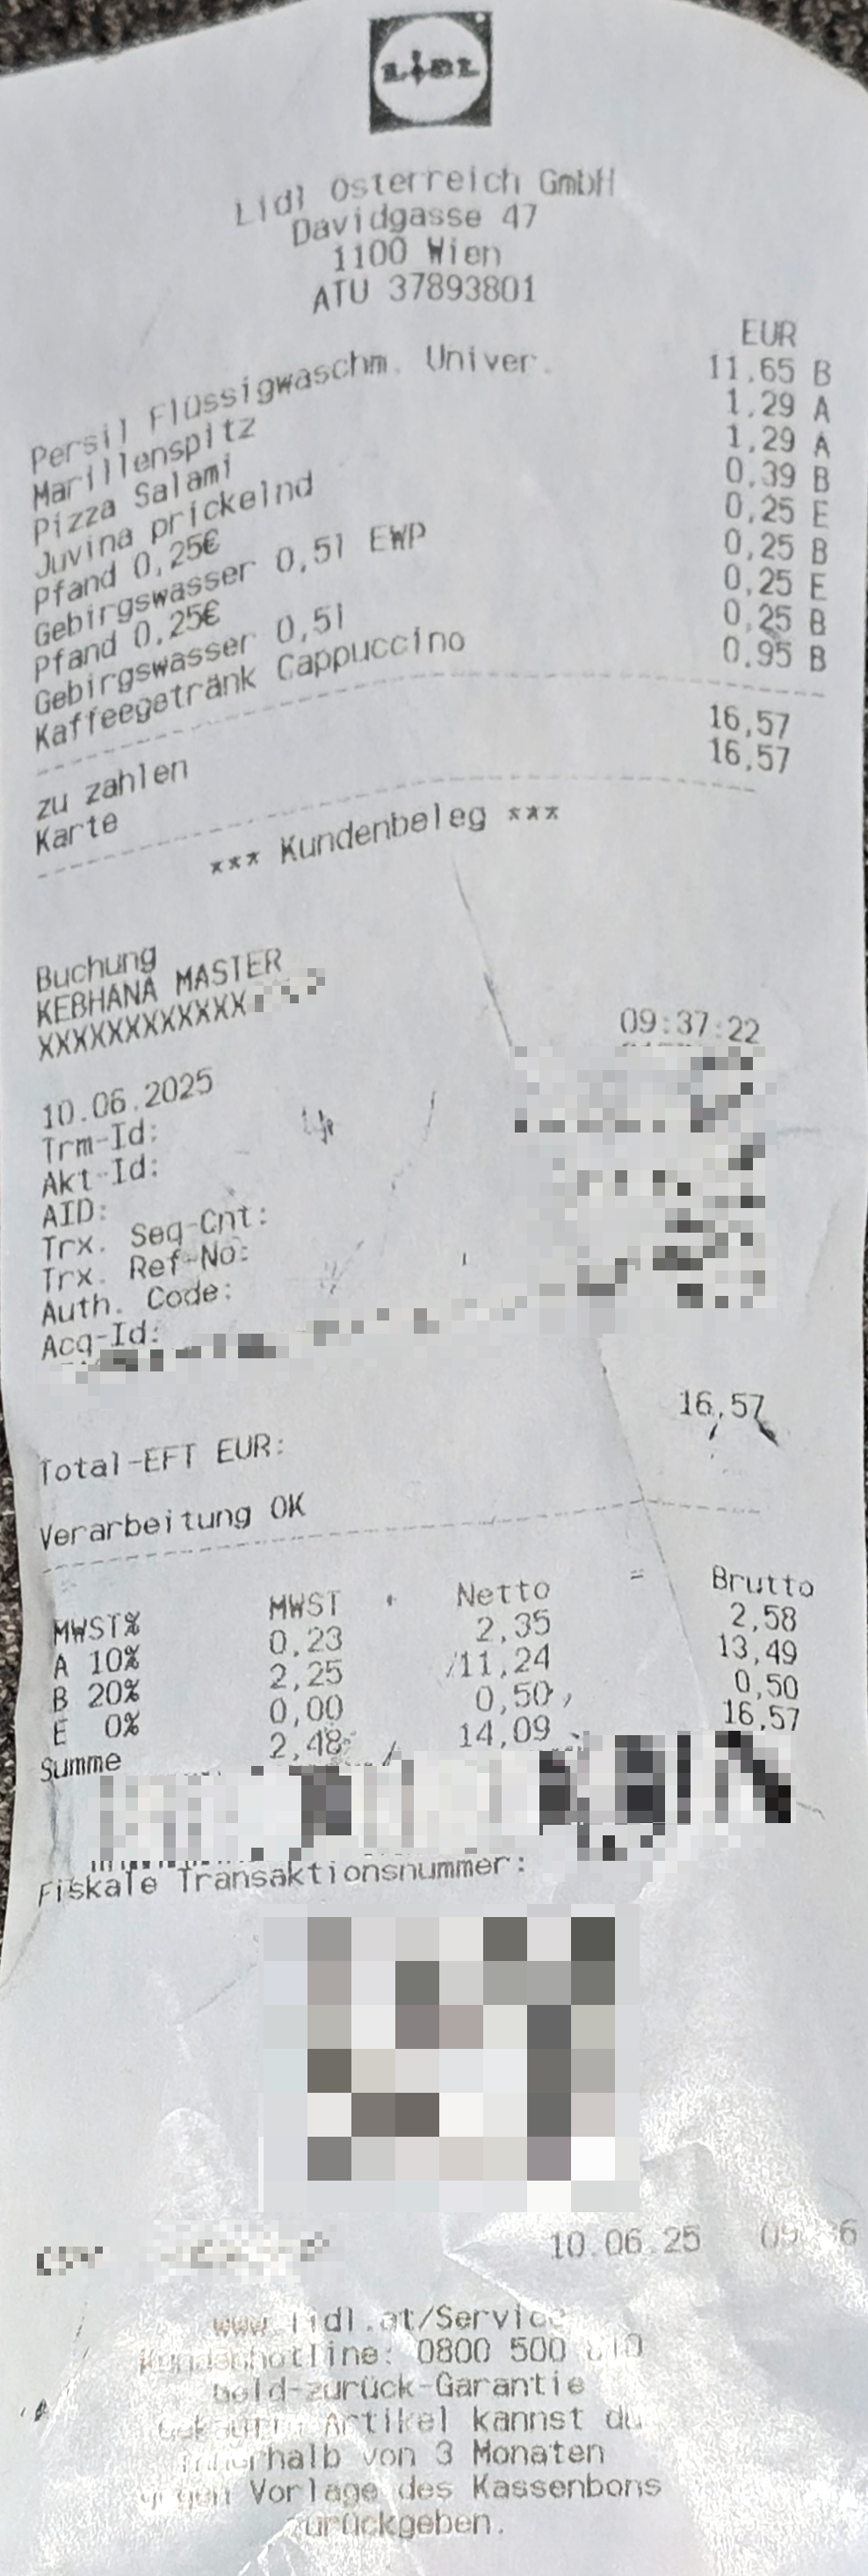 LIDL
Lidl Österreich GmbH
Davidgasse 47
1100 Wien
ATU 37893801
EUR
Persil Flüssigwaschm. Univer. 11,65 B
Marillenspitz 1,29 A
Pizza Salami 1,29 A
Juvina prickelnd 0,39 B
Pfand 0,25€ 0,25 E
Gebirgswasser 0,5l EWP 0,25 B
Pfand 0,25€ 0,25 E
Gebirgswasser 0,5l 0,25 B
Kaffeegetränk Cappuccino 0,95 B
zu zahlen 16,57
Karte 16,57
*** Kundenbeleg ***
Buchung
KEBHANA MASTER
XXXXXXXXXXXX
10.06.2025 09:37:22
Trm-Id:
Akt-Id:
AID:
Trx. Seq-Cnt:
Trx. Ref-No:
Auth. Code:
Acq-Id:
Total-EFT EUR: 16,57
Verarbeitung OK
MWST% MWST + Netto = Brutto
A 10% 0,23 2,35 2,58
B 20% 2,25 11,24 13,49
E 0% 0,00 0,50 0,50
Summe 2,48 14,09 16,57
Fiskale Transaktionsnummer:
10.06.25
www.lidl.at/Service
Kundenhotline: 0800 500
Geld-zurück-Garantie
Artikel kannst du
innerhalb von 3 Monaten
gegen Vorlage des Kassenbons
zurückgeben.